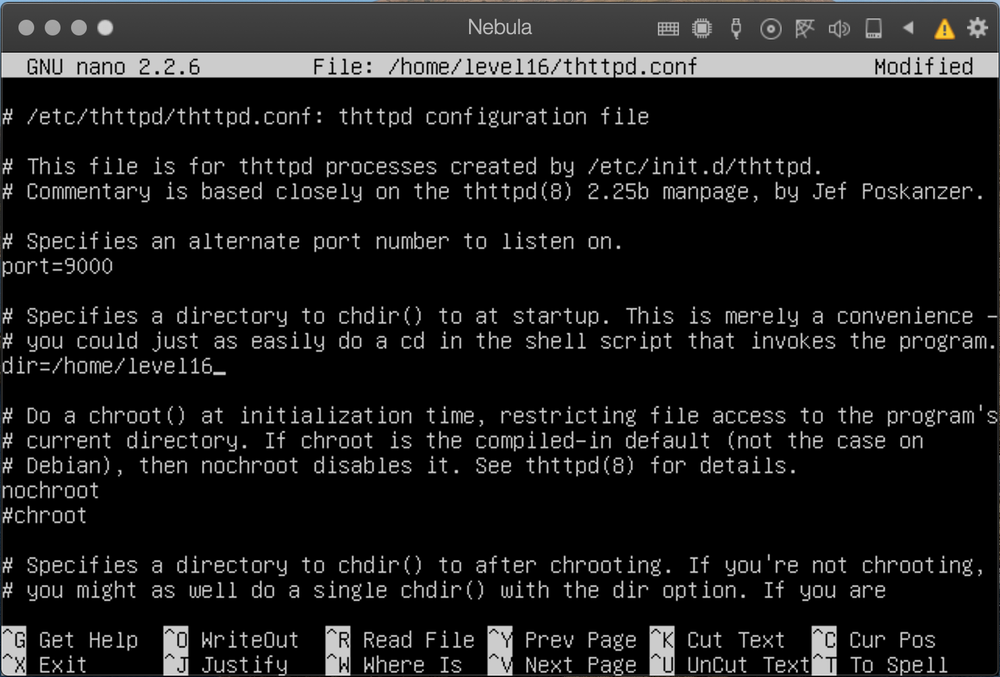 Nebula
GNU nano 2.2.6 File: /home/level16/thttpd.conf Modified
# /etc/thttpd/thttpd.conf: thttpd configuration file
# This file is for thttpd processes created by /etc/init.d/thttpd.
# Commentary is based closely on the thttpd(8) 2.25b manpage, by Jef Poskanzer.
# Specifies an alternate port number to listen on.
port=9000
# Specifies a directory to chdir() to at startup. This is merely a convenience -
# you could just as easily do a cd in the shell script that invokes the program.
dir=/home/level16_
# Do a chroot() at initialization time, restricting file access to the program's
# current directory. If chroot is the compiled-in default (not the case on
# Debian), then nochroot disables it. See thttpd(8) for details.
nochroot
#chroot
# Specifies a directory to chdir() to after chrooting. If you're not chrooting,
# you might as well do a single chdir() with the dir option. If you are
^G Get Help ^O WriteOut ^R Read File ^Y Prev Page ^K Cut Text ^C Cur Pos
^X Exit ^J Justify ^W Where Is ^V Next Page ^U UnCut Text ^T To Spell